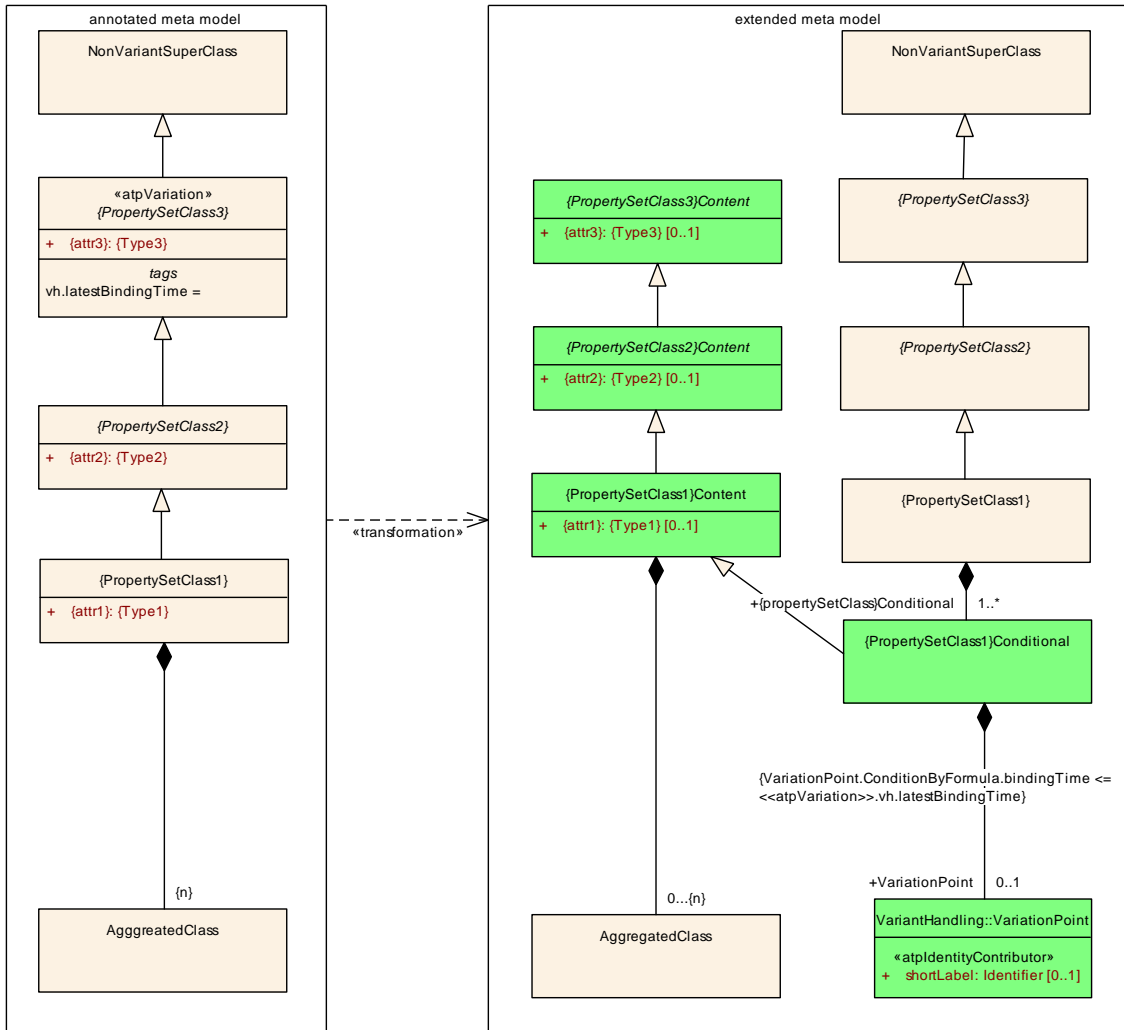 annotated meta model
NonVariantSuperClass
«atpVariation»
{PropertySetClass3}
+ {attr3}: {Type3}
tags
vh.latestBindingTime =
{PropertySetClass2}
+ {attr2}: {Type2}
{PropertySetClass1}
+ {attr1}: {Type1}
{n}
AgggreatedClass
«transformation»
extended meta model
NonVariantSuperClass
{PropertySetClass3}Content
+ {attr3}: {Type3} [0..1]
{PropertySetClass3}
{PropertySetClass2}Content
+ {attr2}: {Type2} [0..1]
{PropertySetClass2}
{PropertySetClass1}Content
+ {attr1}: {Type1} [0..1]
{PropertySetClass1}
+{propertySetClass}Conditional
1..*
{PropertySetClass1}Conditional
{VariationPoint.ConditionByFormula.bindingTime <=
<<atpVariation>>.vh.latestBindingTime}
0...{n}
AggregatedClass
+VariationPoint
0..1
VariantHandling::VariationPoint
«atpIdentityContributor»
+ shortLabel: Identifier [0..1]